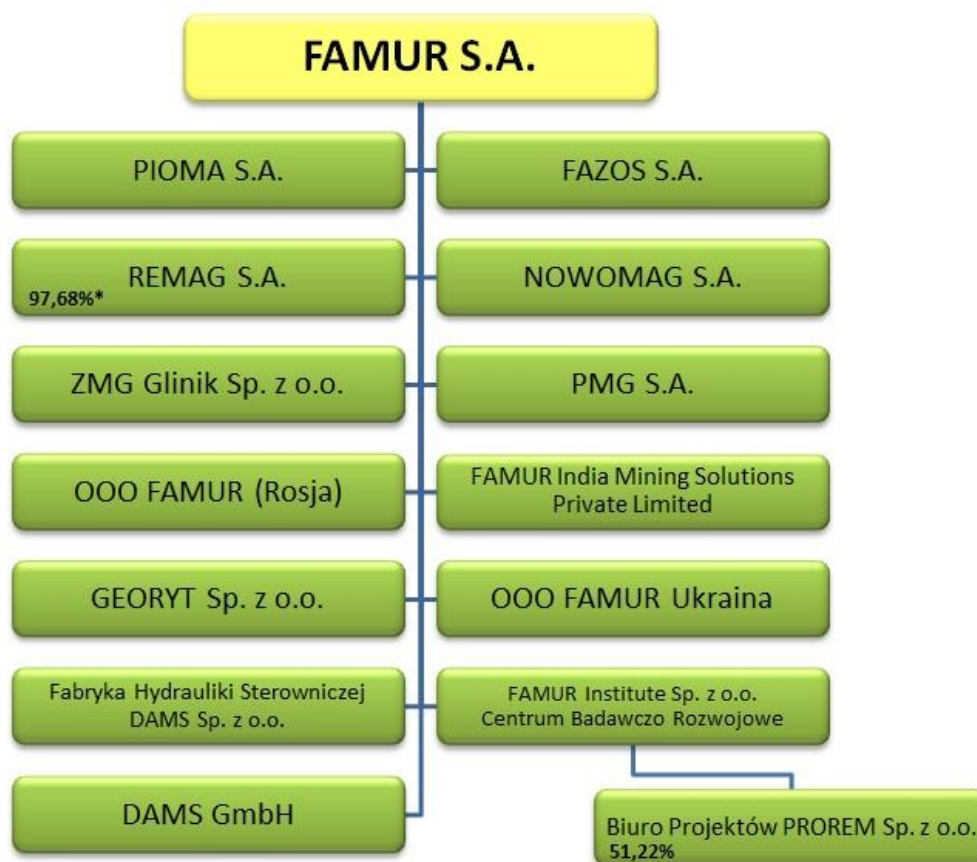 FAMUR S.A.
PIOMA S.A.
FAZOS S.A.
REMAG S.A.
97,68%*
NOWOMAG S.A.
ZMG Glinik Sp. z o.o.
PMG S.A.
OOO FAMUR (Rosja)
FAMUR India Mining Solutions
Private Limited
GEORYT Sp. z o.o.
OOO FAMUR Ukraina
Fabryka Hydrauliki Sterowniczej
DAMS Sp. z o.o.
FAMUR Institute Sp. z o.o.
Centrum Badawczo Rozwojowe
DAMS GmbH
Biuro Projektów PROREM Sp. z o.o.
51,22%